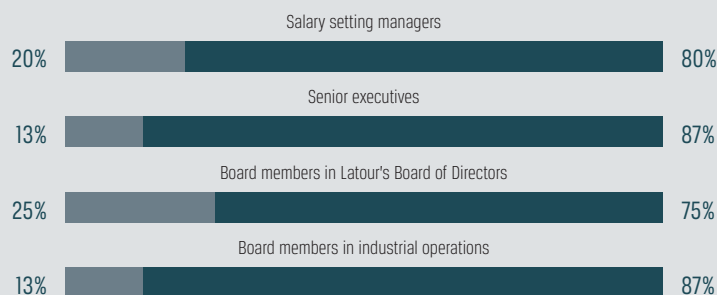 Salary setting managers
20% 80%
Senior executives
13% 87%
Board members in Latour's Board of Directors
25% 75%
Board members in industrial operations
13% 87%